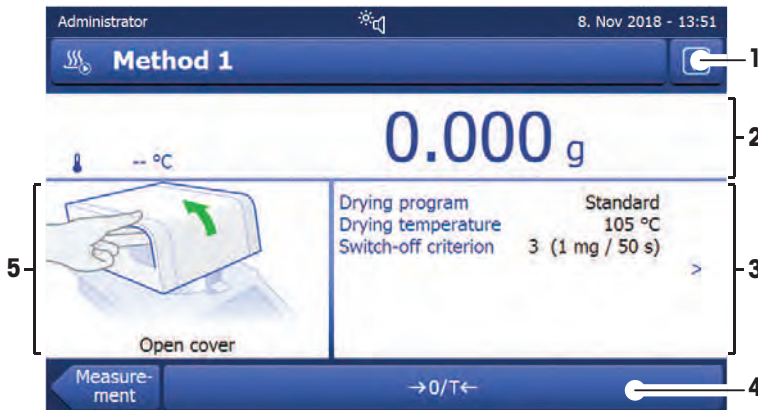 Administrator 8. Nov 2018 - 13:51
Method 1
1
0.000 g
2
-- °C
Drying program Standard
Drying temperature 105 °C
Switch-off criterion 3 (1 mg / 50 s)
>
3
5
Open cover
Measure-
ment
→0/T←
4